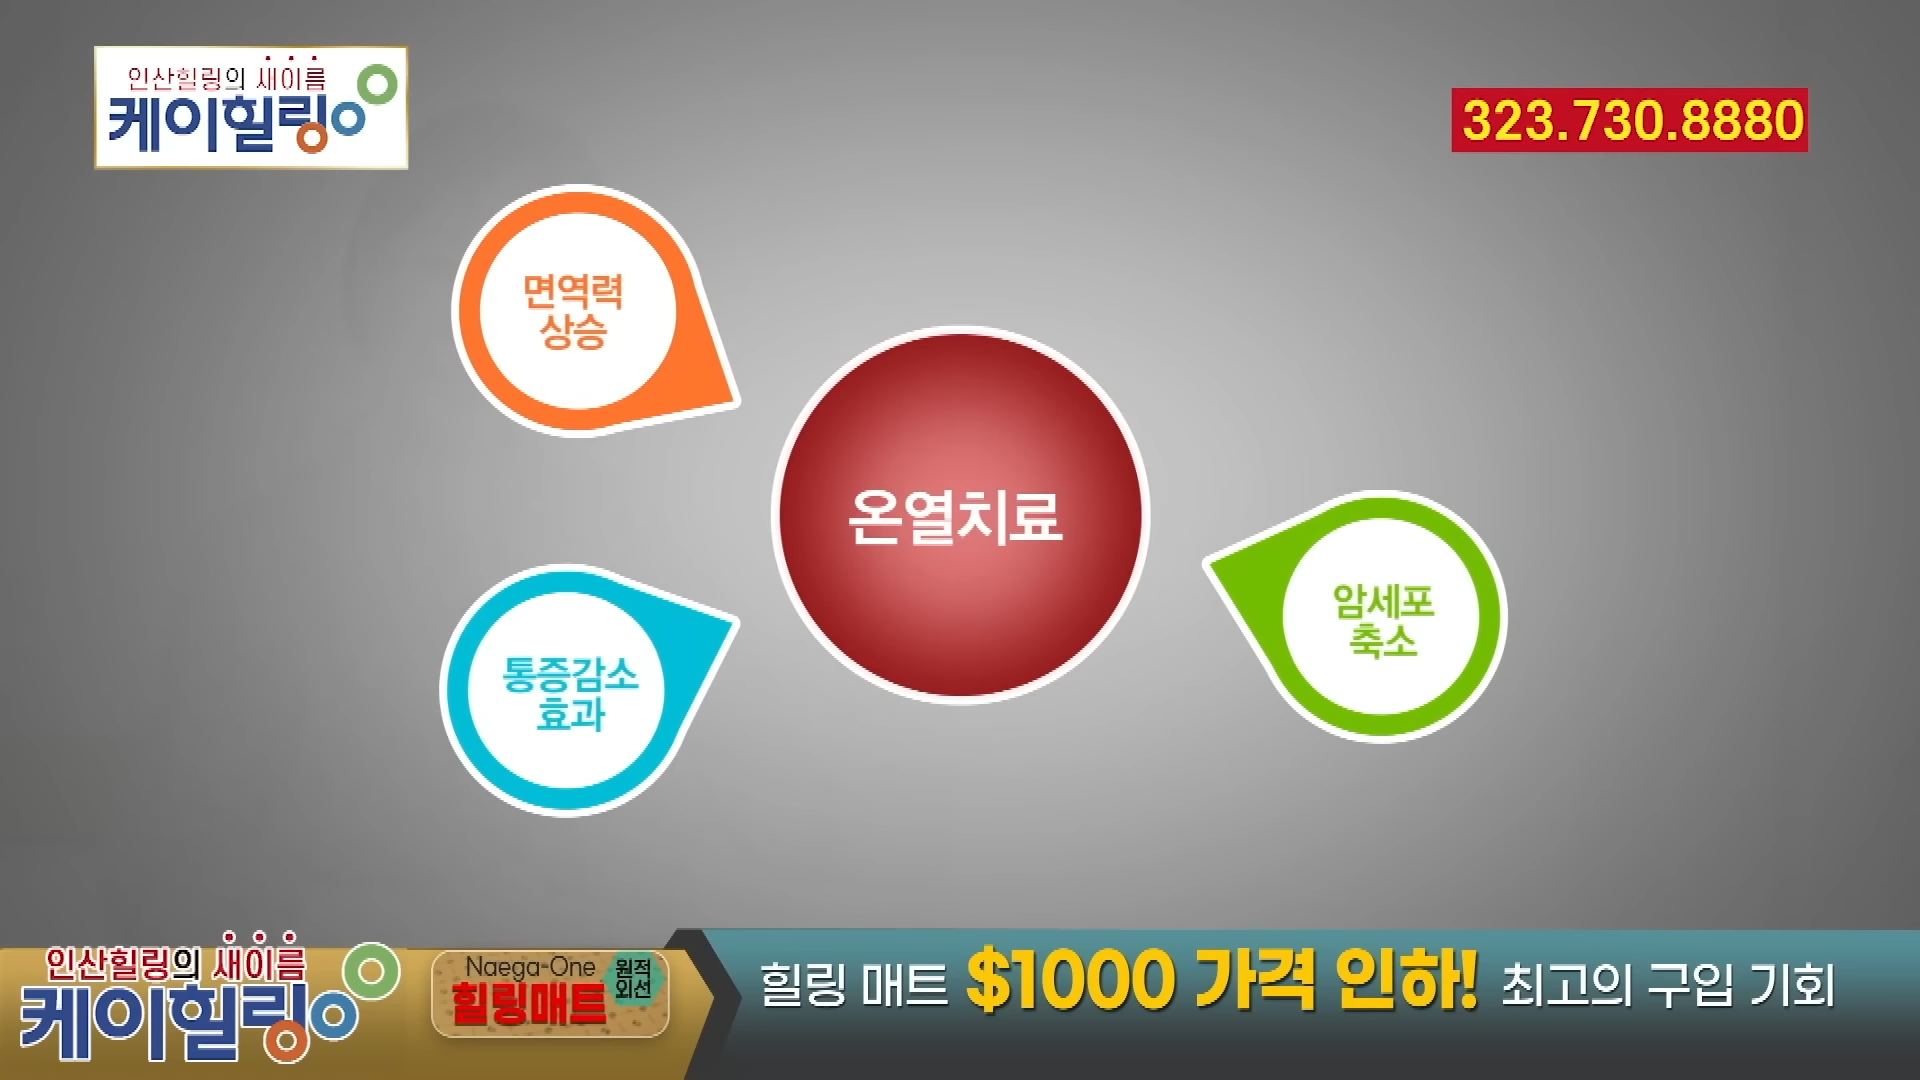 인산힐링의 새이름
케이힐링
323.730.8880
면역력
상승
온열치료
암세포
축소
통증감소
효과
인산힐링의 새이름
케이힐링
Naega-One
힐링매트
원적
외선
힐링 매트 $1000 가격 인하! 최고의 구입 기회